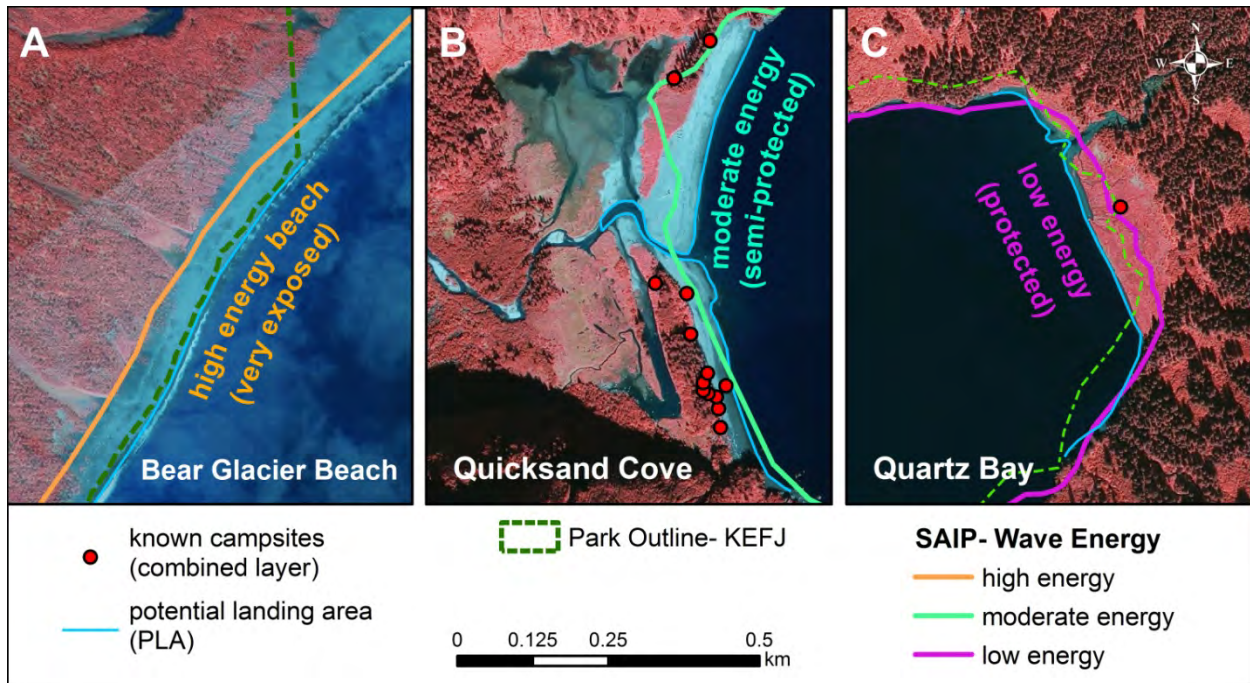 A
high energy beach
(very exposed)
Bear Glacier Beach
B
moderate energy
(semi-protected)
Quicksand Cove
C
N
W E
S
low energy
(protected)
Quartz Bay
known campsites
(combined layer)
potential landing area
(PLA)
Park Outline- KEFJ
0 0.125 0.25 0.5
km
SAIP- Wave Energy
high energy
moderate energy
low energy